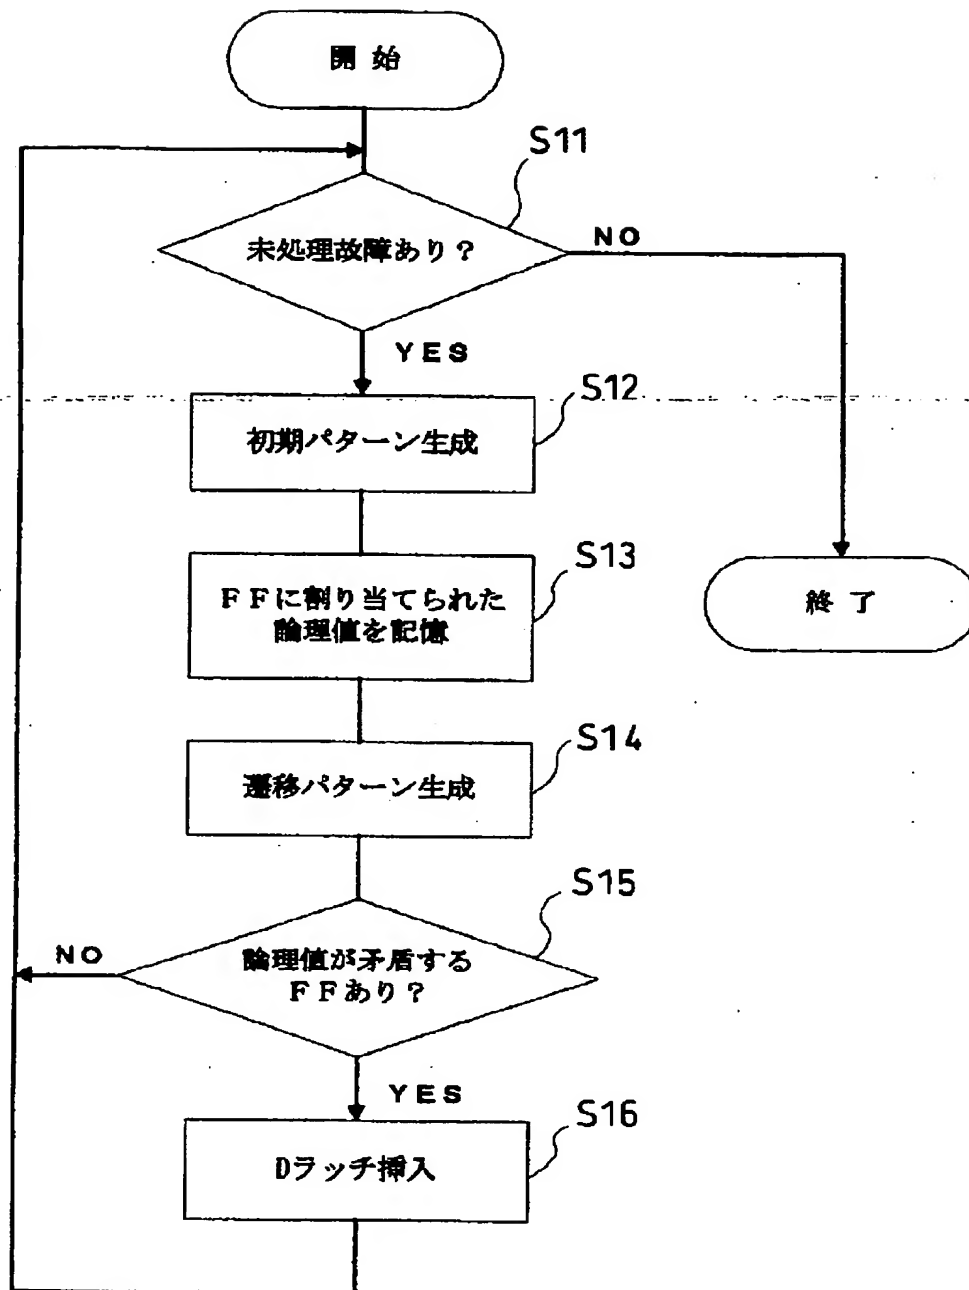 開始
S11
未処理故障あり？
NO
YES
S12
初期パターン生成
S13
ＦＦに割り当てられた
論理値を記憶
終了
S14
遷移パターン生成
S15
NO
論理値が矛盾する
ＦＦあり？
YES
S16
Dラッチ挿入